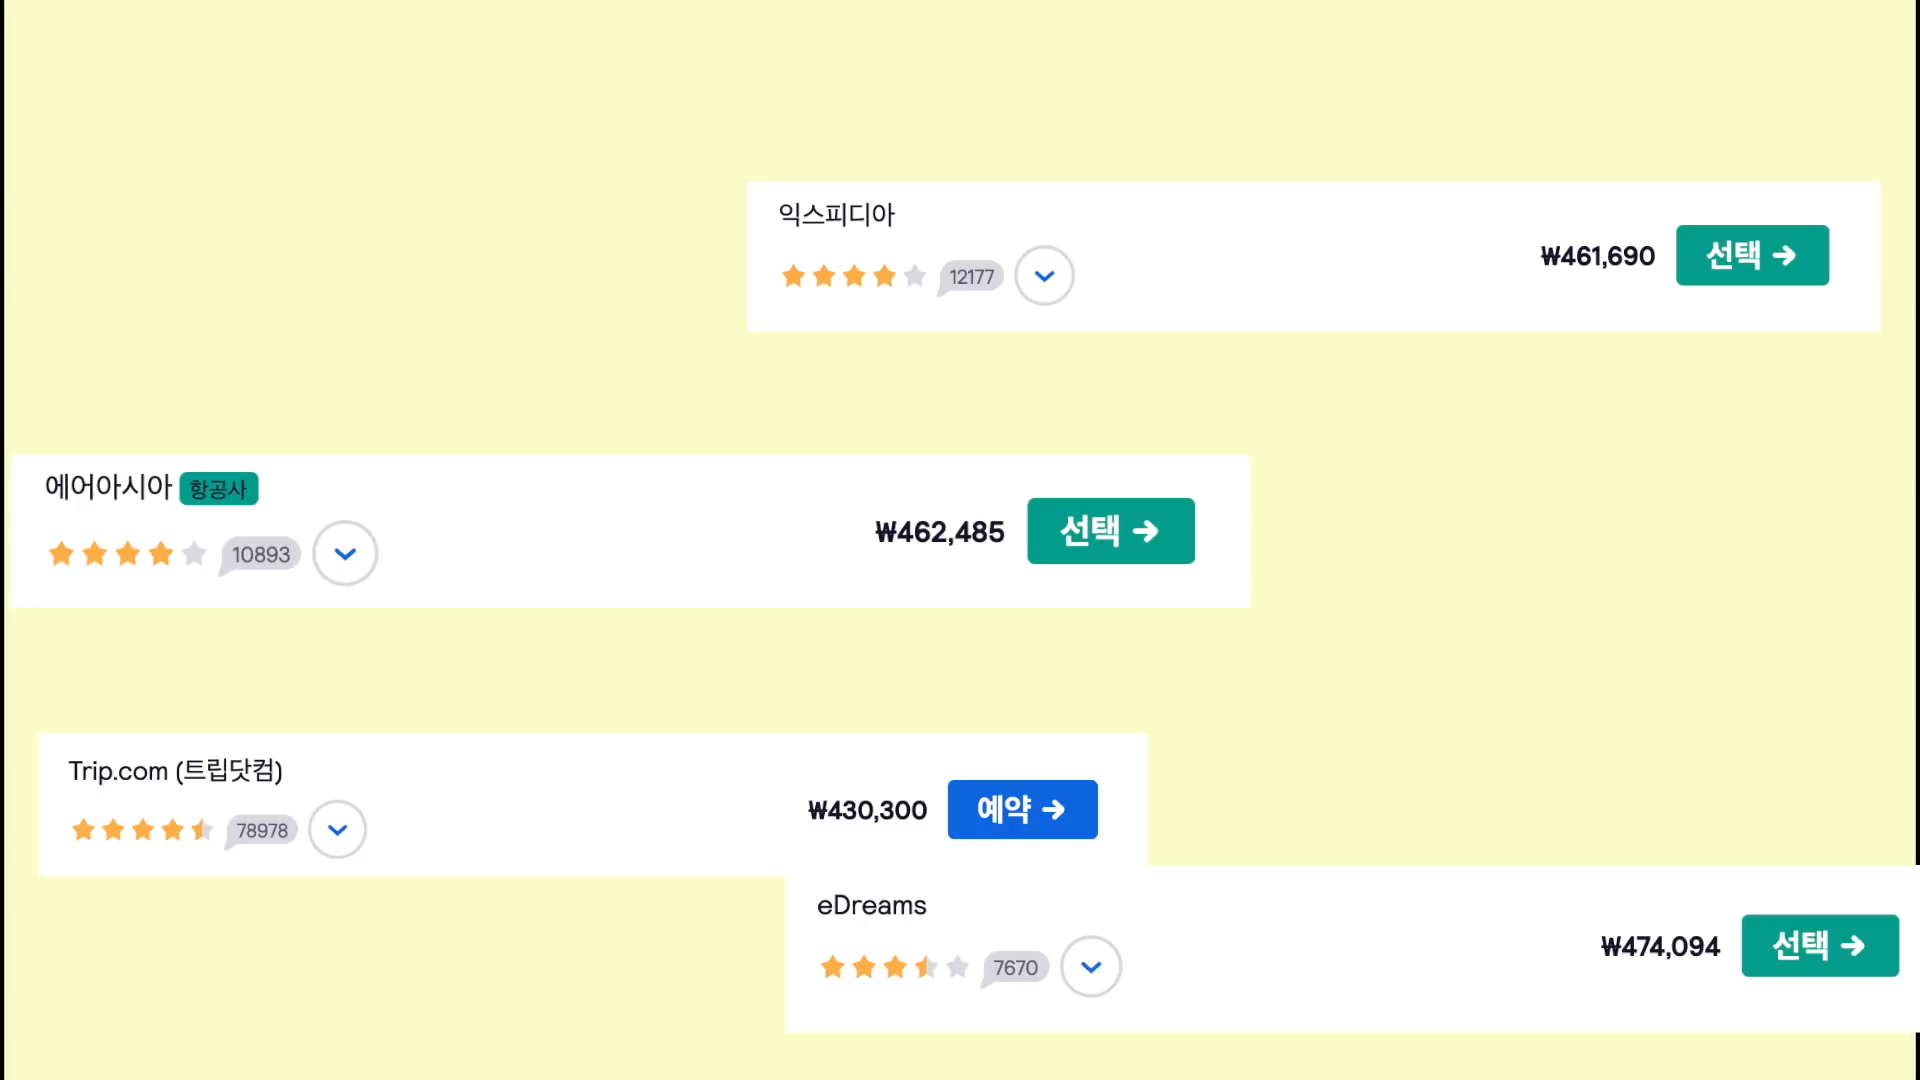 익스피디아
12177
₩461,690
선택 →
에어아시아 항공사
10893
₩462,485
선택 →
Trip.com (트립닷컴)
78978
₩430,300
예약 →
eDreams
7670
₩474,094
선택 →